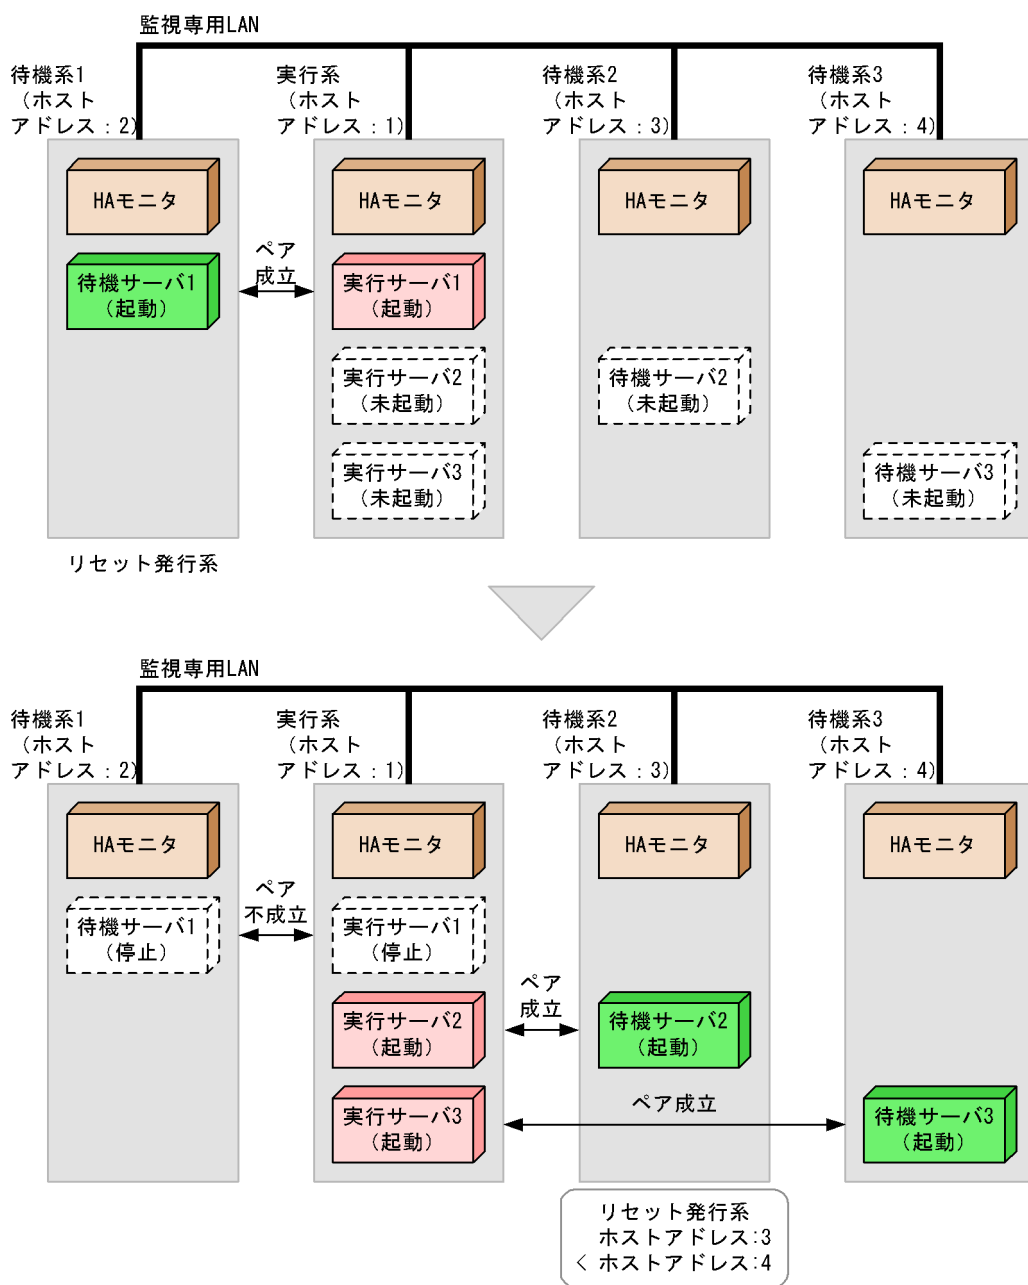 監視専用LAN
待機系1
(ホスト
アドレス:2)
実行系
(ホスト
アドレス:1)
待機系2
(ホスト
アドレス:3)
待機系3
(ホスト
アドレス:4)
HAモニタ
HAモニタ
HAモニタ
HAモニタ
待機サーバ1
(起動)
ペア
成立
実行サーバ1
(起動)
実行サーバ2
(未起動)
待機サーバ2
(未起動)
実行サーバ3
(未起動)
待機サーバ3
(未起動)
リセット発行系
監視専用LAN
待機系1
(ホスト
アドレス:2)
実行系
(ホスト
アドレス:1)
待機系2
(ホスト
アドレス:3)
待機系3
(ホスト
アドレス:4)
HAモニタ
HAモニタ
HAモニタ
HAモニタ
待機サーバ1
(停止)
ペア
不成立
実行サーバ1
(停止)
実行サーバ2
(起動)
ペア
成立
待機サーバ2
(起動)
実行サーバ3
(起動)
ペア成立
待機サーバ3
(起動)
リセット発行系
ホストアドレス:3
< ホストアドレス:4